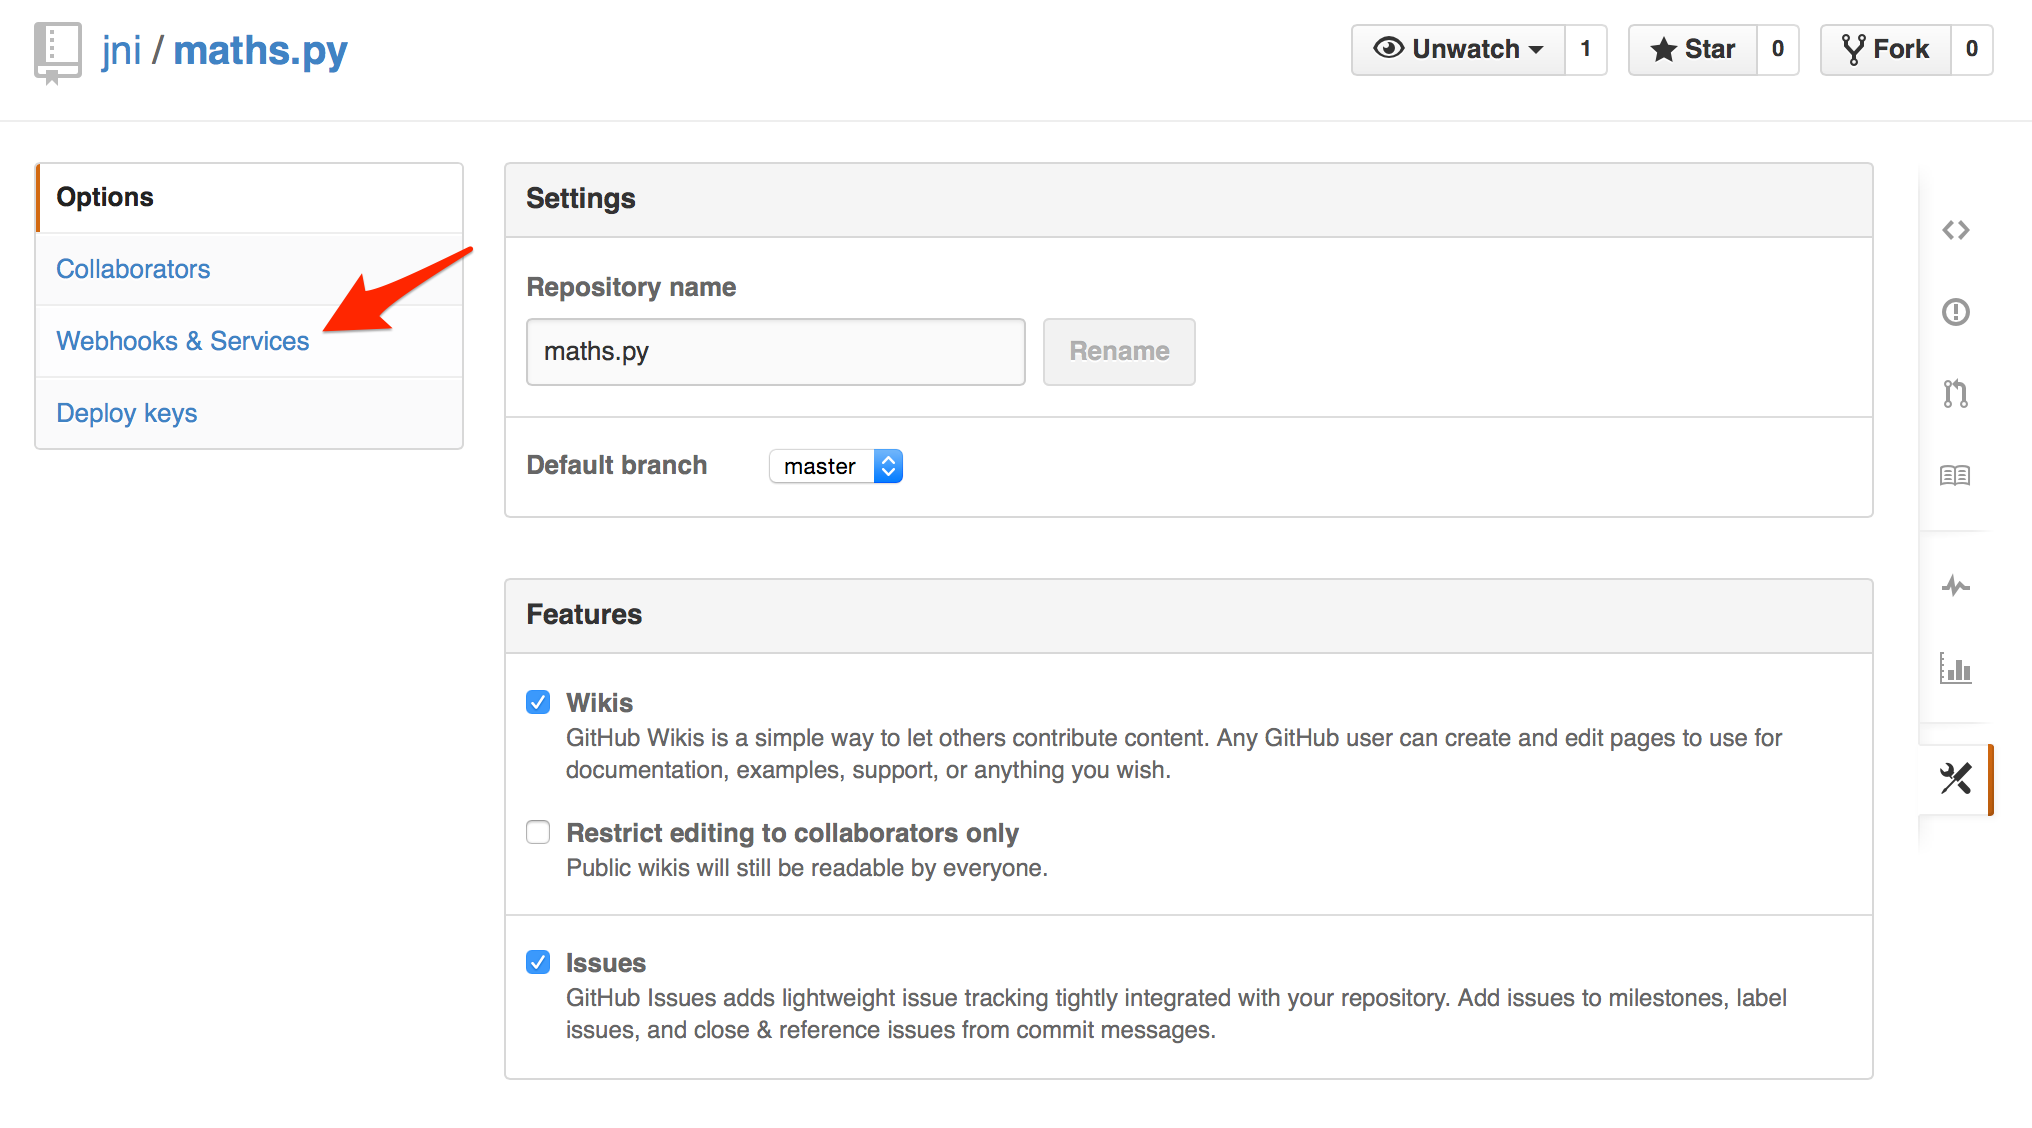 jni / maths.py
Unwatch 1 Star 0 Fork 0
Options
Collaborators
Webhooks & Services
Deploy keys
Settings
Repository name
maths.py Rename
Default branch master
Features
Wikis
GitHub Wikis is a simple way to let others contribute content. Any GitHub user can create and edit pages to use for
documentation, examples, support, or anything you wish.
Restrict editing to collaborators only
Public wikis will still be readable by everyone.
Issues
GitHub Issues adds lightweight issue tracking tightly integrated with your repository. Add issues to milestones, label
issues, and close & reference issues from commit messages.